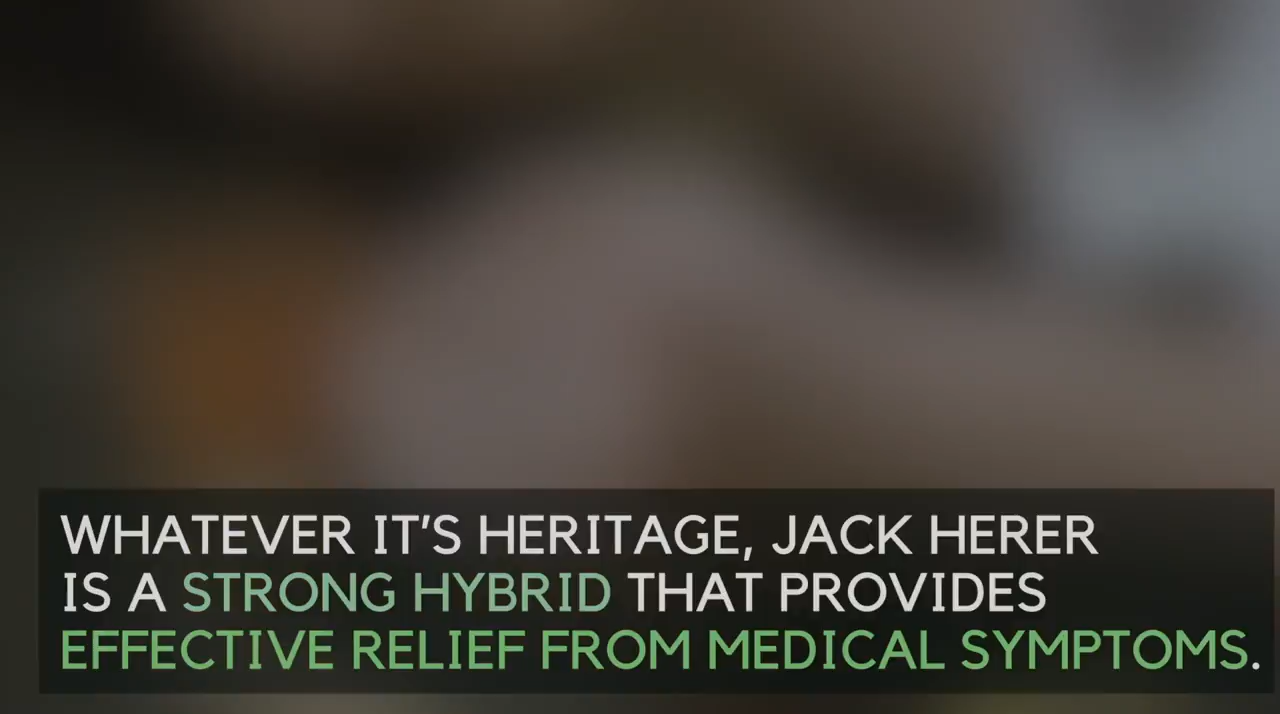 WHATEVER IT'S HERITAGE, JACK HERER
IS A STRONG HYBRID THAT PROVIDES
EFFECTIVE RELIEF FROM MEDICAL SYMPTOMS.